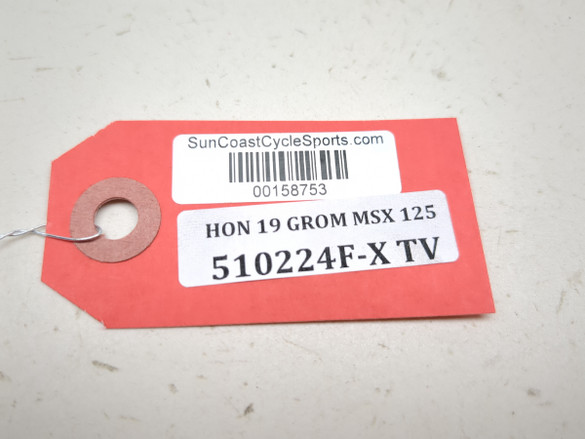 SunCoastCycleSports.com
00158753
HON 19 GROM MSX 125
510224F-X TV